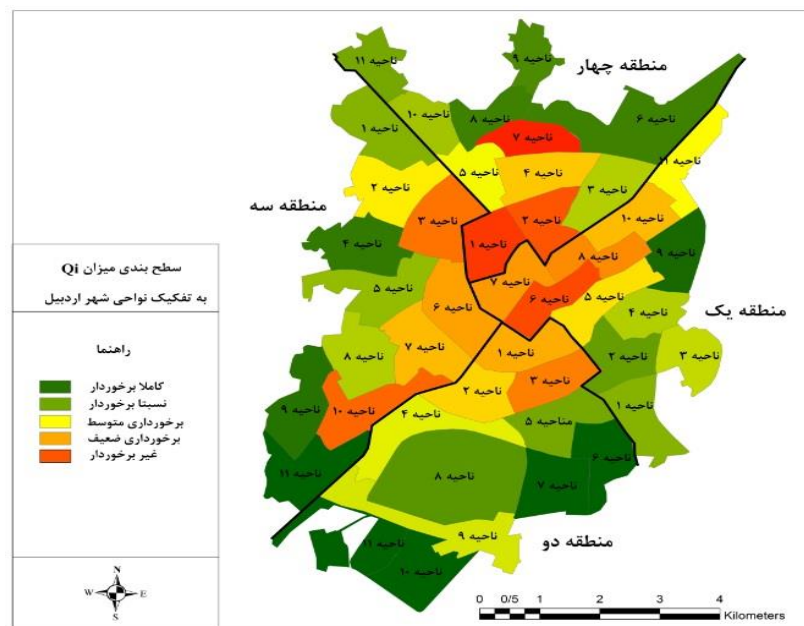 ناحیه ۱۱
ناحیه ۹
منطقه چهار
ناحیه ۱۰
ناحیه ۸
ناحیه ۶
ناحیه ۱
ناحیه ۷
ناحیه ۱۱
ناحیه ۵
ناحیه ۴
ناحیه ۲
ناحیه ۳
منطقه سه
ناحیه ۳
ناحیه ۲
ناحیه ۱۰
ناحیه ۴
ناحیه ۱
ناحیه ۸
ناحیه ۹
ناحیه ۷
ناحیه ۵
ناحیه ۶
ناحیه ۵
منطقه یک
ناحیه ۶
ناحیه ۴
ناحیه ۸
ناحیه ۷
ناحیه ۱
ناحیه ۲
ناحیه ۳
ناحیه ۳
ناحیه ۲
ناحیه ۹
ناحیه ۱۰
ناحیه ۴
مناحیه ۵
ناحیه ۱
ناحیه ۶
ناحیه ۱۱
ناحیه ۸
ناحیه ۷
ناحیه ۹
منطقه دو
ناحیه ۱۱
ناحیه ۱۰
سطح بندی میزان Qi
به تفکیک نواحی شهر اردبیل
راهنما
کاملا برخوردار
نسبتا برخوردار
برخورداری متوسط
برخورداری ضعیف
غیر برخوردار
N
W E
S
0 0/5 1 2 3 4
Kilometers